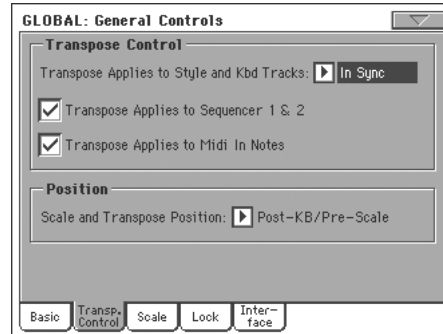 GLOBAL: General Controls
Transpose Control
Transpose Applies to Style and Kbd Tracks: In Sync
Transpose Applies to Sequencer 1 & 2
Transpose Applies to Midi In Notes
Position
Scale and Transpose Position: Post-KB/Pre-Scale
Basic
Transp. Control
Scale
Lock
Inter-face